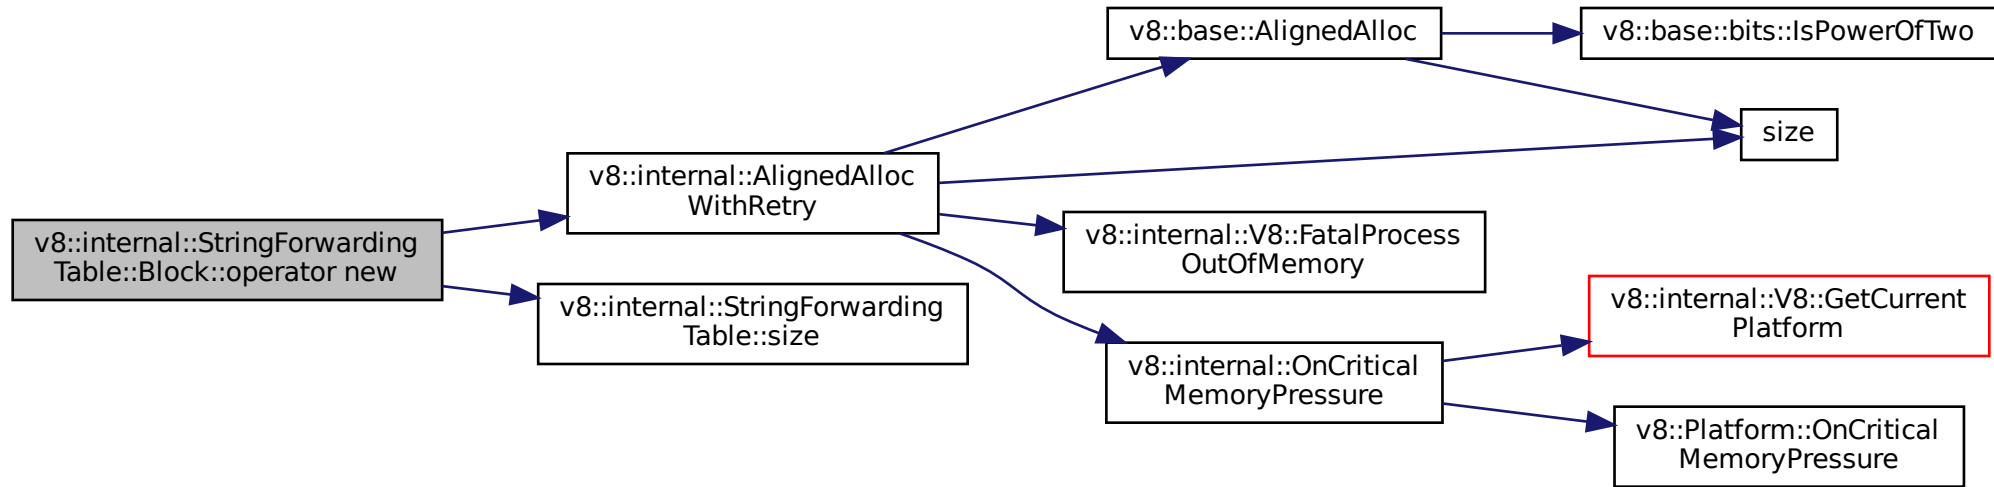 v8::internal::StringForwarding
Table::Block::operator new
v8::internal::AlignedAlloc
WithRetry
v8::internal::StringForwarding
Table::size
v8::base::AlignedAlloc
v8::internal::V8::FatalProcess
OutOfMemory
v8::internal::OnCritical
MemoryPressure
v8::base::bits::IsPowerOfTwo
size
v8::internal::V8::GetCurrent
Platform
v8::Platform::OnCritical
MemoryPressure